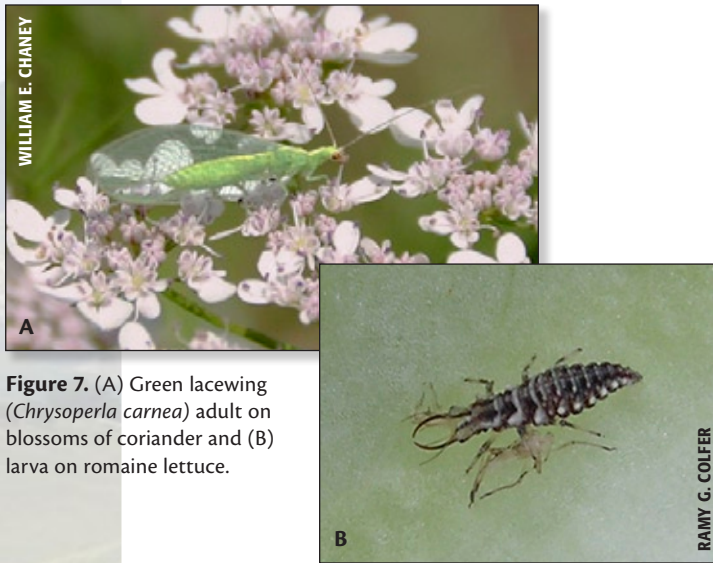 WILLIAM E. CHANEY
A
Figure 7. (A) Green lacewing
(Chrysoperla carnea) adult on
blossoms of coriander and (B)
larva on romaine lettuce.
B
RAMY G. COLFER